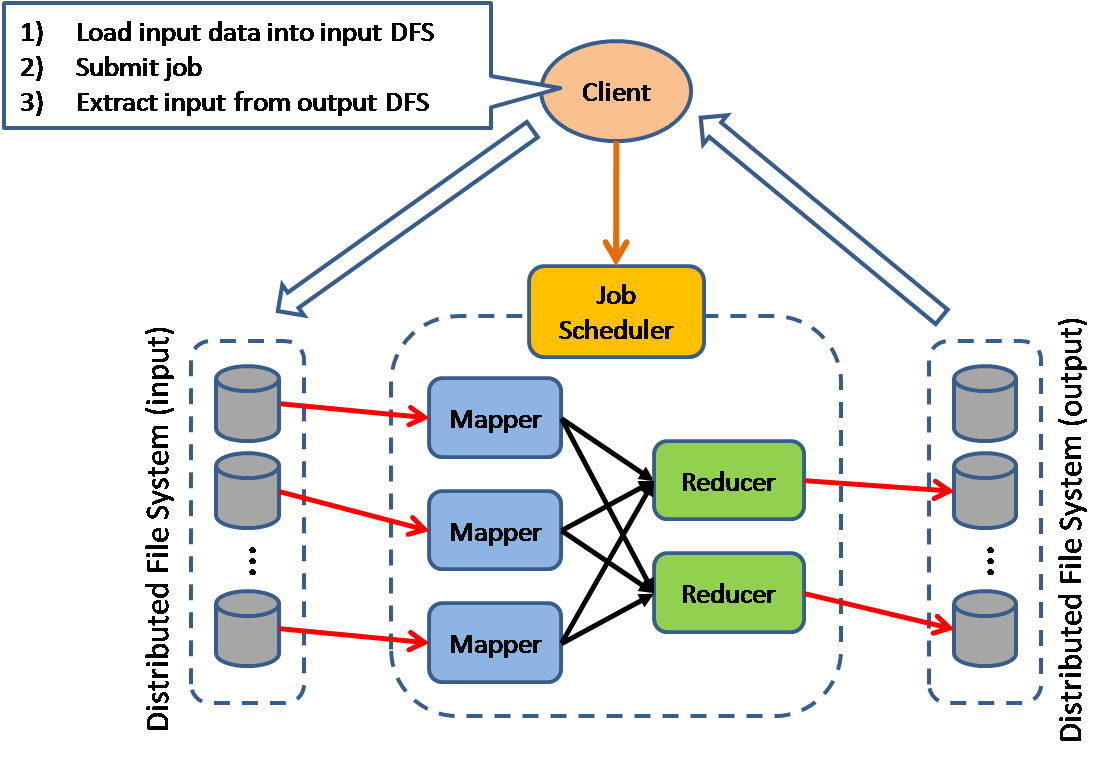 1) Load input data into input DFS
2) Submit job
3) Extract input from output DFS
Client
Job
Scheduler
Distributed File System (input)
Mapper
Mapper
Mapper
...
Reducer
Reducer
...
Distributed File System (output)